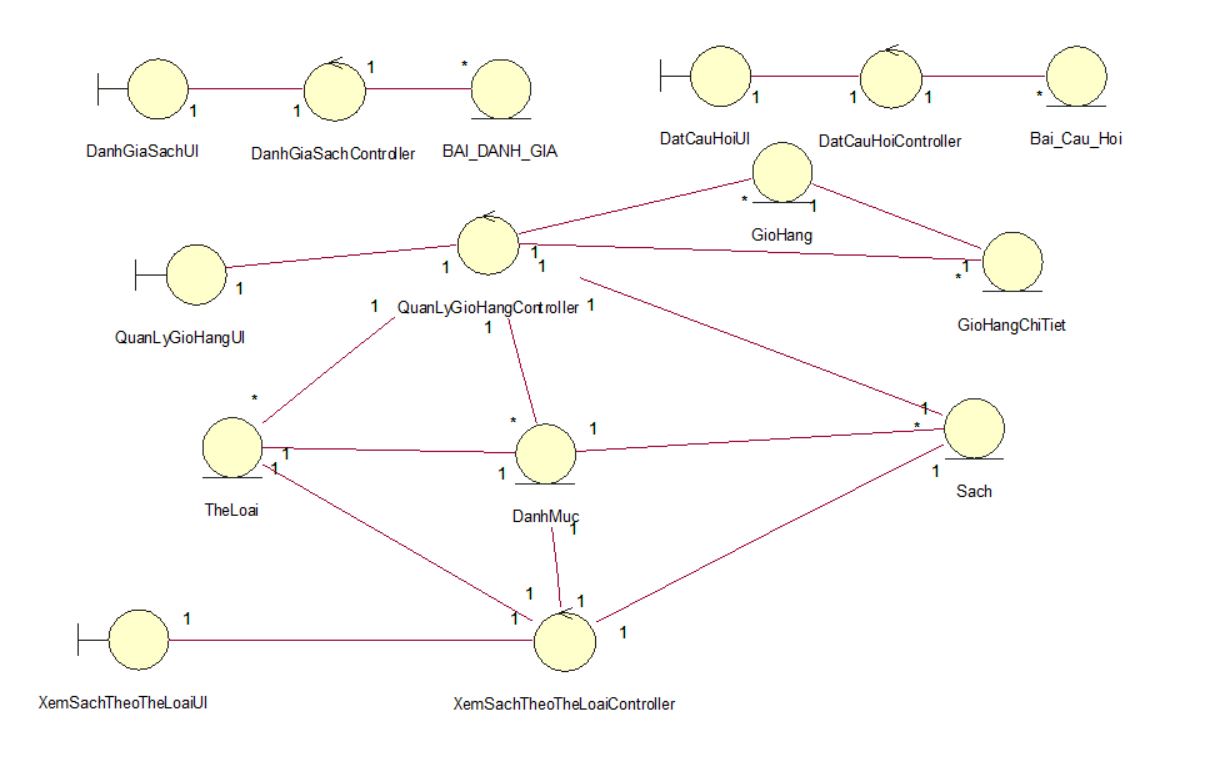 1
*
1
1
DanhGiaSachUI
DanhGiaSachController
BAI_DANH_GIA
1
1
1
*
DatCauHoiUI
DatCauHoiController
Bai_Cau_Hoi
*
1
GioHang
1
1
1
1
1
*
QuanLyGioHangUI
QuanLyGioHangController
GioHangChiTiet
1
1
1
*
*
1
1
*
1
1
1
1
TheLoai
DanhMuc
Sach
1
1
1
1
1
1
XemSachTheoTheLoaiUI
XemSachTheoTheLoaiController